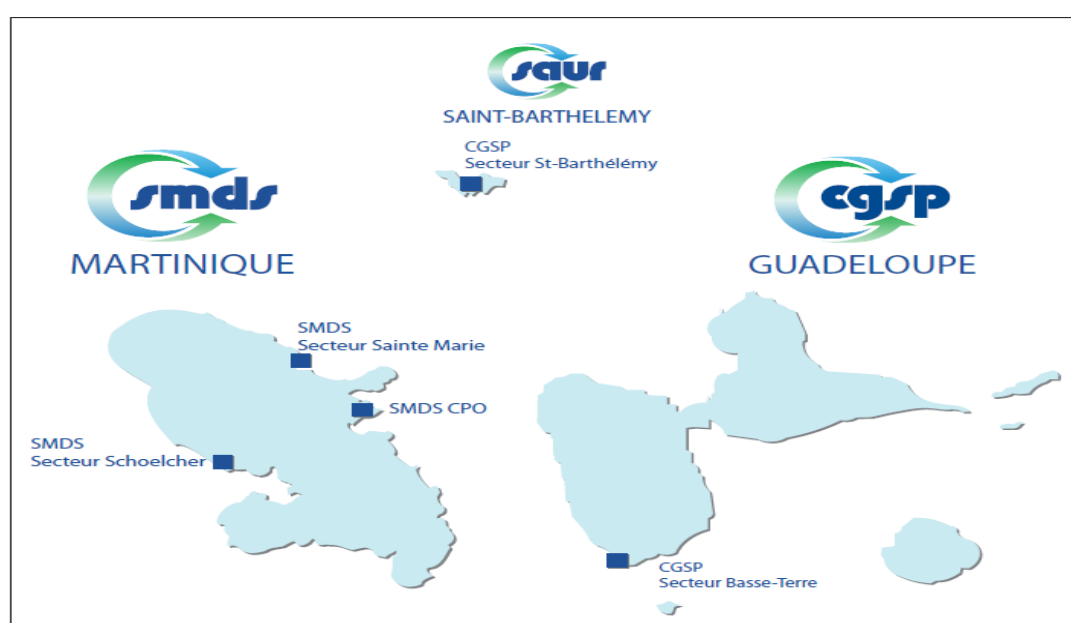 saur
SAINT-BARTHELEMY
CGSP
Secteur St-Barthélémy
smds
MARTINIQUE
cgsp
GUADELOUPE
SMDS
Secteur Sainte Marie
SMDS CPO
SMDS
Secteur Schoelcher
CGSP
Secteur Basse-Terre